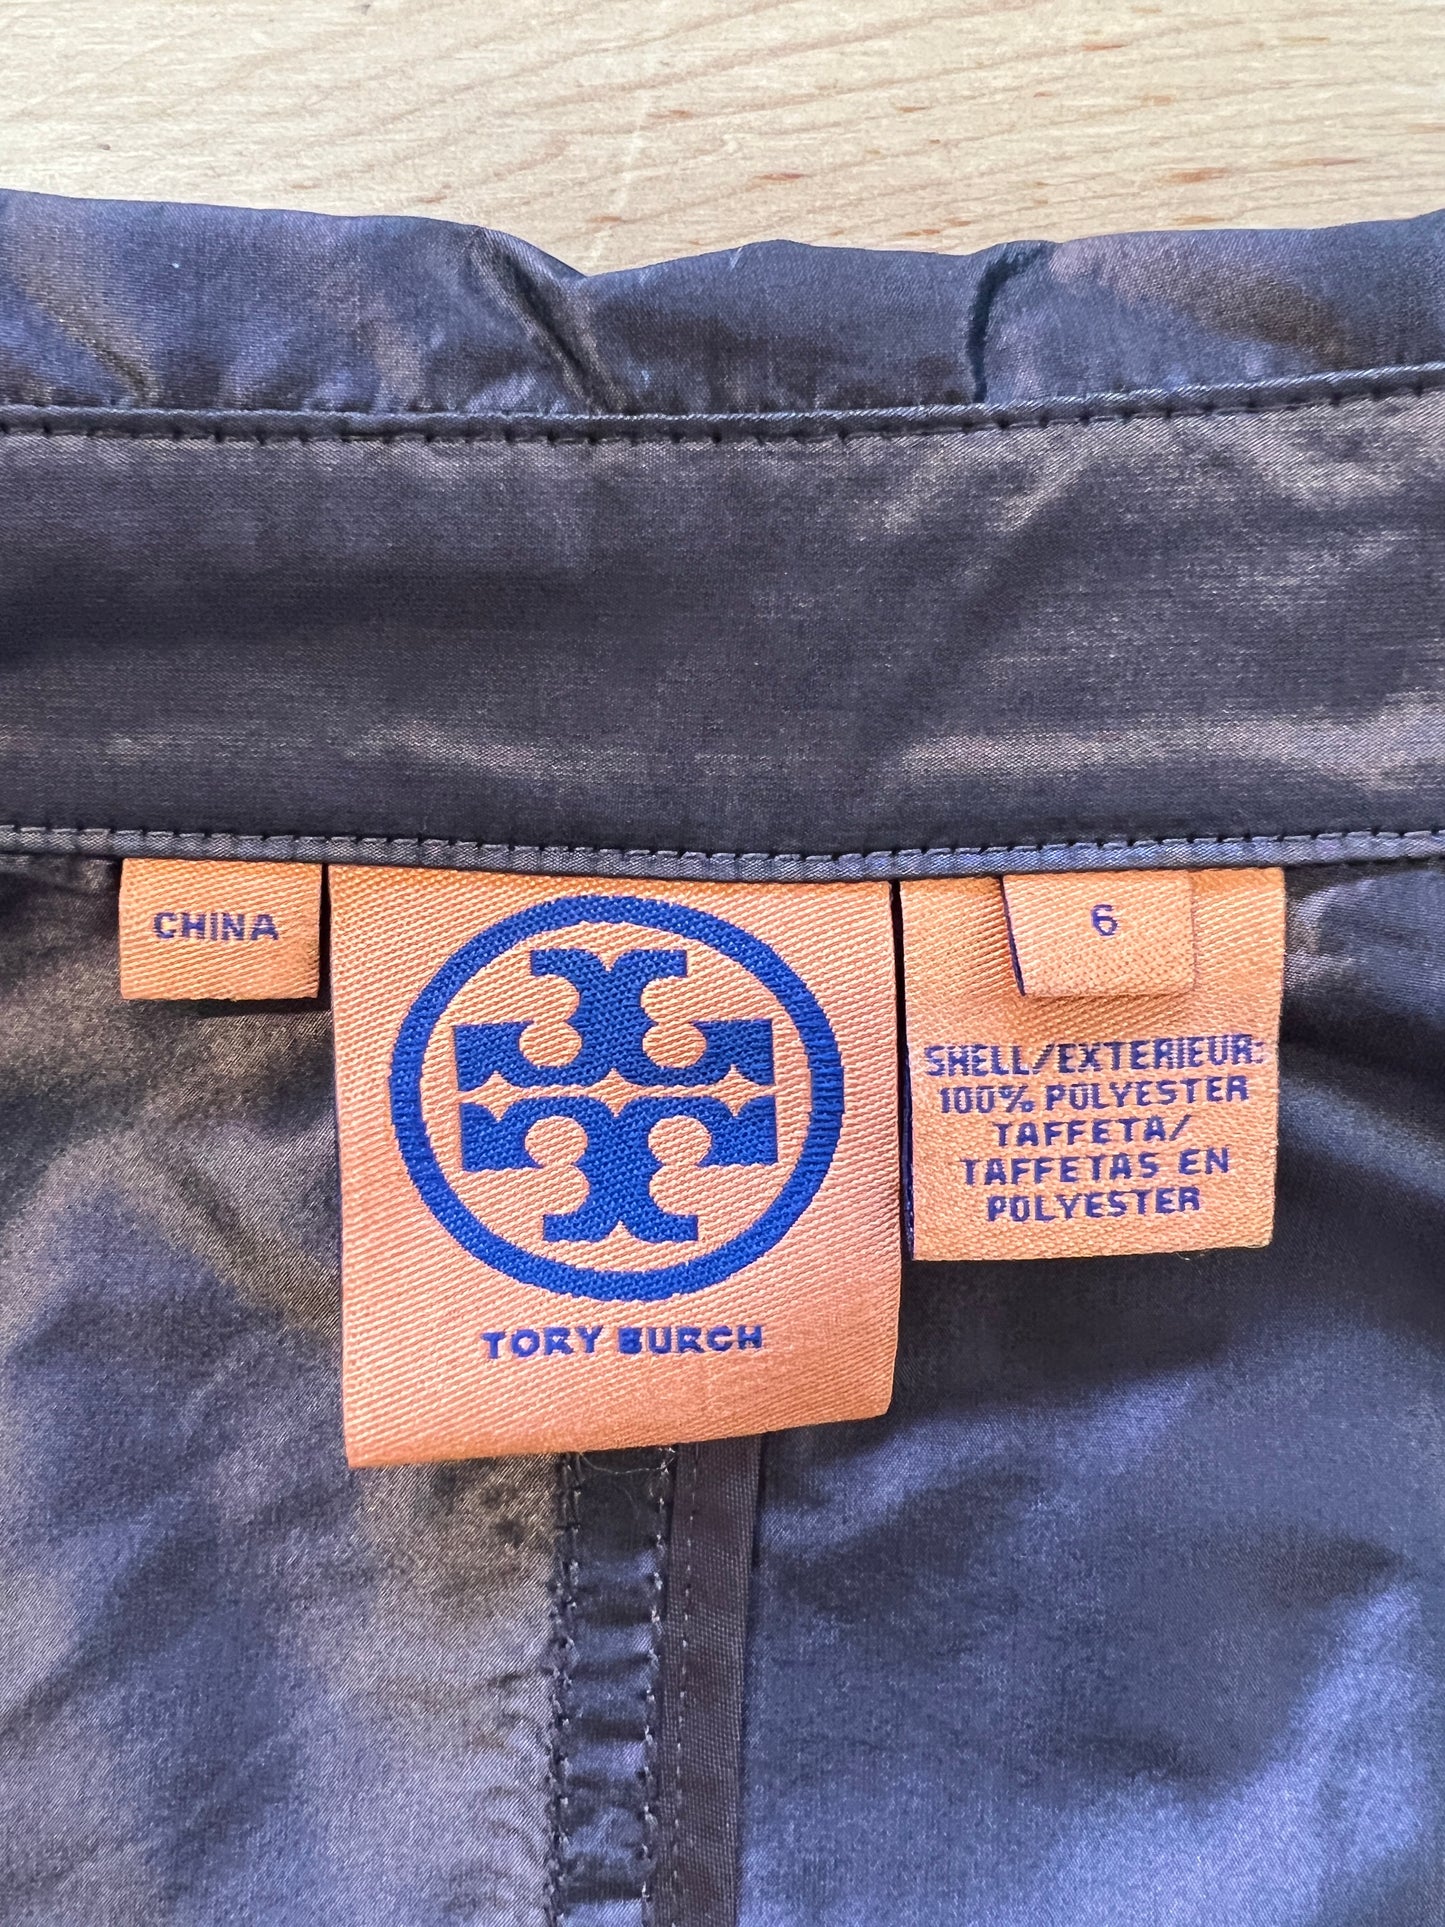 CHINA
TORY BURCH
6
SHELL/EXTERIEUR:
100% POLYESTER
TAFFETA/
TAFFETAS EN
POLYESTER